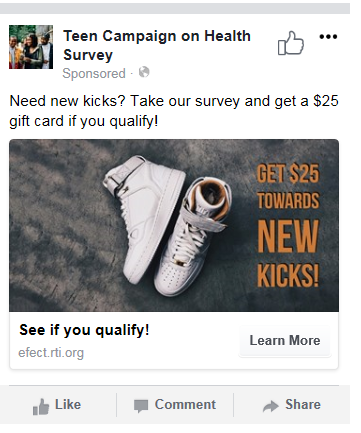 Teen Campaign on Health
Survey
Sponsored ·
Need new kicks? Take our survey and get a $25
gift card if you qualify!
GET $25
TOWARDS
NEW
KICKS!
See if you qualify!
efect.rti.org
Learn More
Like
Comment
Share